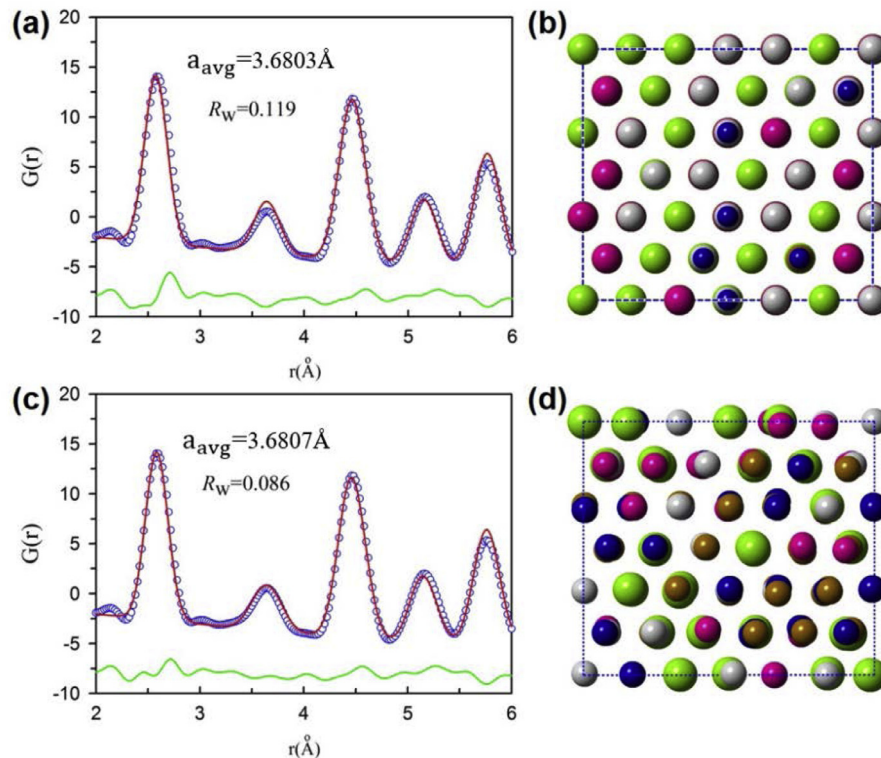 (a)
20
15
10
5
0
-5
-10
2
3
4
5
6
G(r)
r(Å)
a_avg=3.6803Å
R_w=0.119
(b)
(c)
20
15
10
5
0
-5
-10
2
3
4
5
6
G(r)
r(Å)
a_avg=3.6807Å
R_w=0.086
(d)